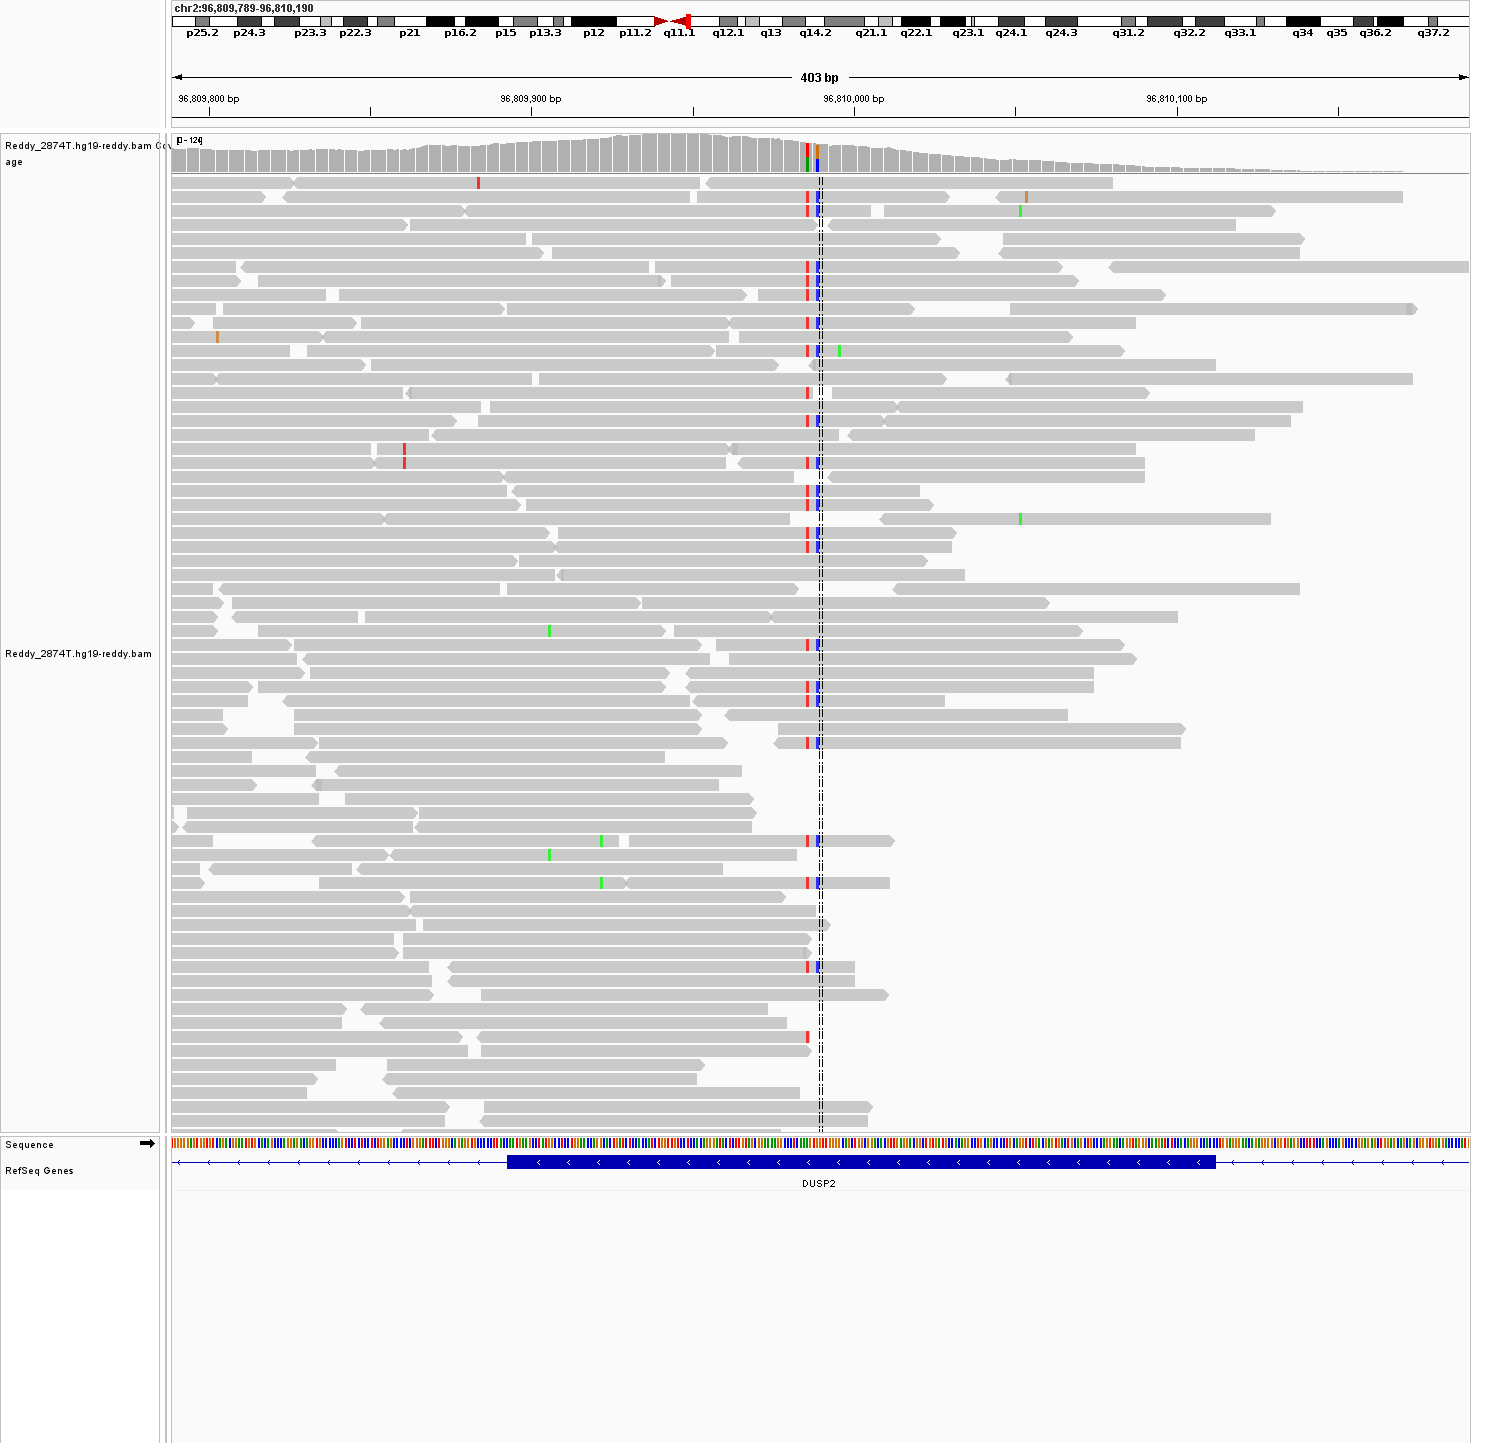 chr2:96,809,789-96,810,190
p25.2 p24.3 p23.3 p22.3 p21 p16.2 p15 p13.3 p12 p11.2 q11.1 q12.1 q13 q14.2 q21.1 q22.1 q23.1 q24.1 q24.3 q31.2 q32.2 q33.1 q34 q35 q36.2 q37.2
403 bp
96,809,800 bp 96,809,900 bp 96,810,000 bp 96,810,100 bp
[0 - 124]
Reddy_2874T.hg19-reddy.bam Cov
age
Reddy_2874T.hg19-reddy.bam
Sequence
RefSeq Genes
DUSP2